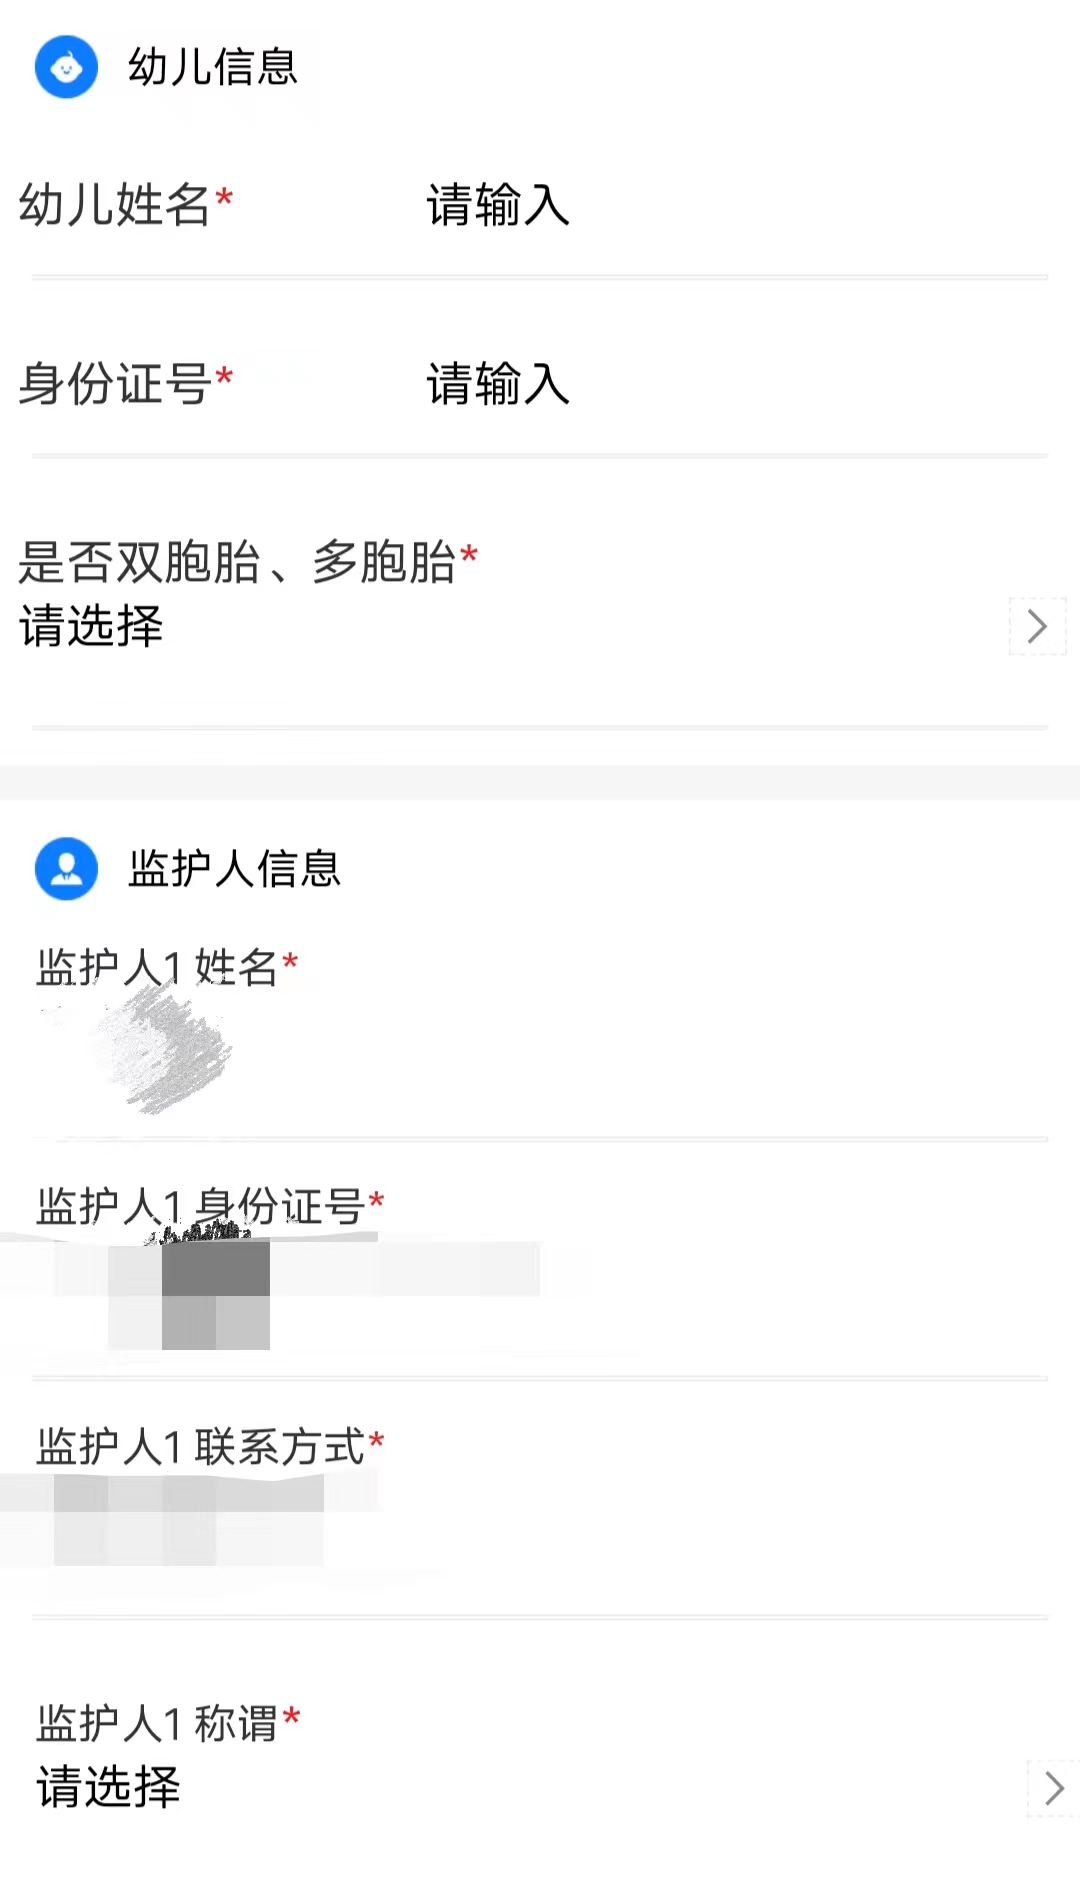 幼儿信息
幼儿姓名* 请输入
身份证号* 请输入
是否双胞胎、多胞胎*
请选择
监护人信息
监护人1 姓名*
监护人1 身份证号*
监护人1 联系方式*
监护人1 称谓*
请选择